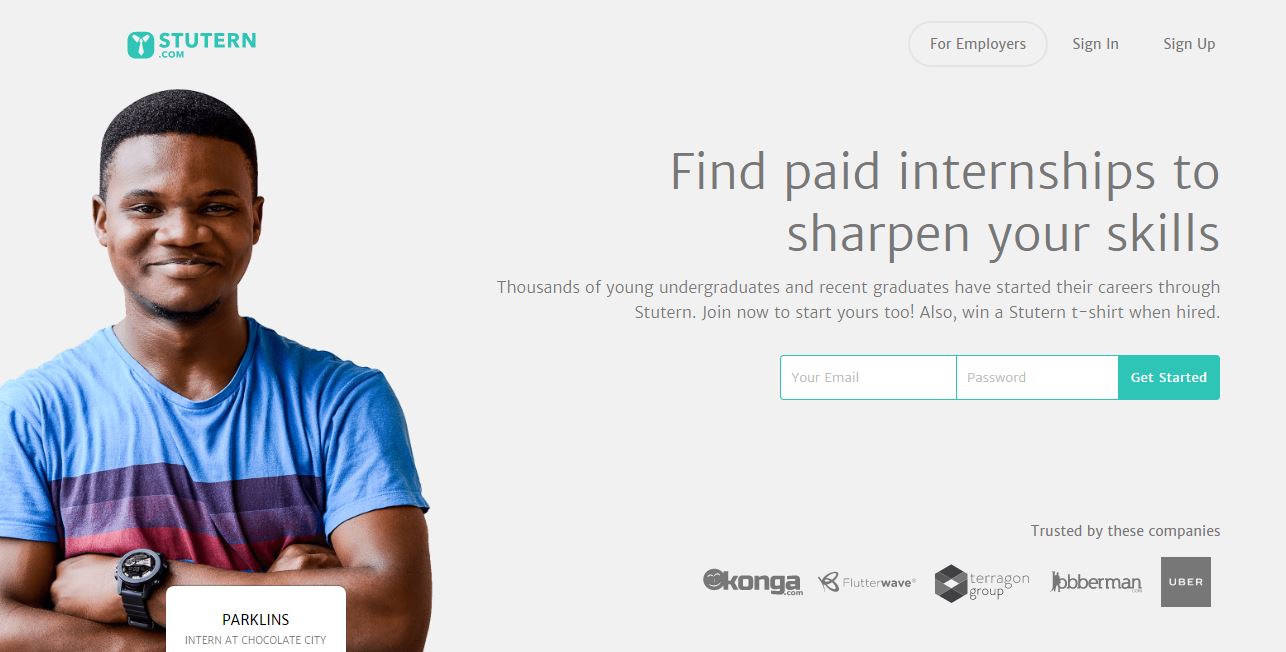 STUTERN
.COM
For Employers
Sign In
Sign Up
Find paid internships to
sharpen your skills
Thousands of young undergraduates and recent graduates have started their careers through
Stutern. Join now to start yours too! Also, win a Stutern t-shirt when hired.
Your Email
Password
Get Started
Trusted by these companies
konga
.com
Flutterwave
terragon
group
Jobberman
.com
UBER
PARKLINS
INTERN AT CHOCOLATE CITY